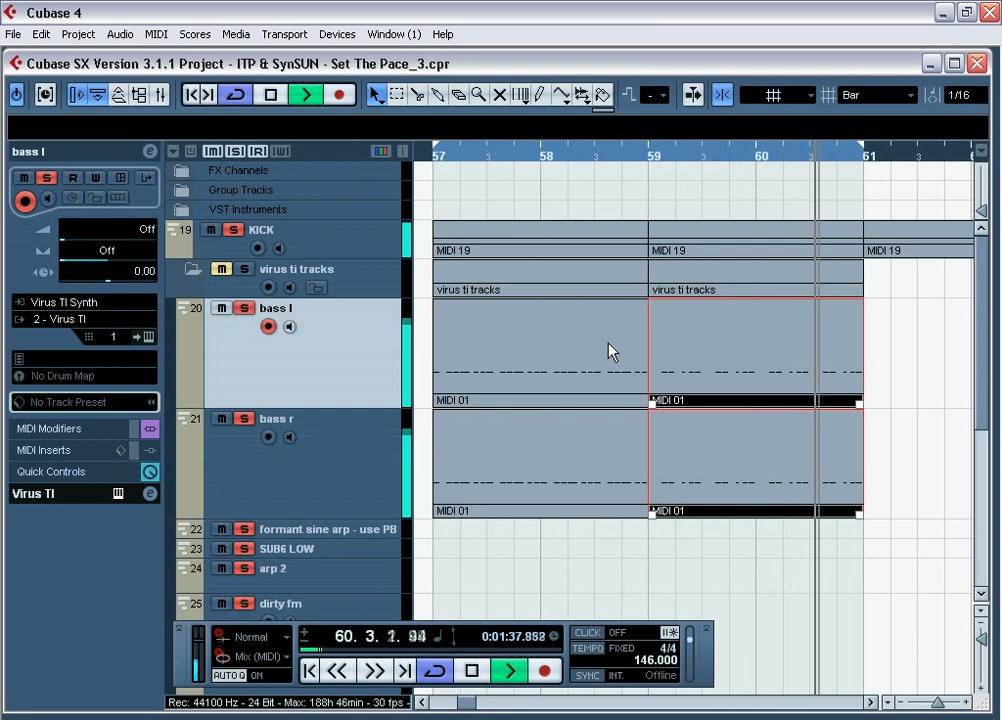 Cubase 4
File Edit Project Audio MIDI Scores Media Transport Devices Window (1) Help
Cubase SX Version 3.1.1 Project - ITP & SynSUN - Set The Pace_3.cpr
- Bar 1/16
bass l
m S R W
Off
Off
0.00
Virus TI Synth
2 - Virus TI
1
No Drum Map
No Track Preset
MIDI Modifiers
MIDI Inserts
Quick Controls
Virus TI
[M] [S] [R] [W]
57 3 58 3 59 3 60 3 61 3
FX Channels
Group Tracks
VST Instruments
19 m S KICK
MIDI 19 MIDI 19 MIDI 19
m S virus ti tracks
virus ti tracks virus ti tracks
20 m S bass l
MIDI 01 MIDI 01
21 m S bass r
MIDI 01 MIDI 01
22 m S formant sine arp - use PB
23 m S SUB6 LOW
24 m S arp 2
25 m S dirty fm
Normal
Mix (MIDI)
AUTO Q ON
0:01:37.952
CLICK OFF
TEMPO FIXED 4/4
146.000
SYNC INT. Offline
Rec: 44100 Hz - 24 Bit - Max: 188h 46min - 30 fps -